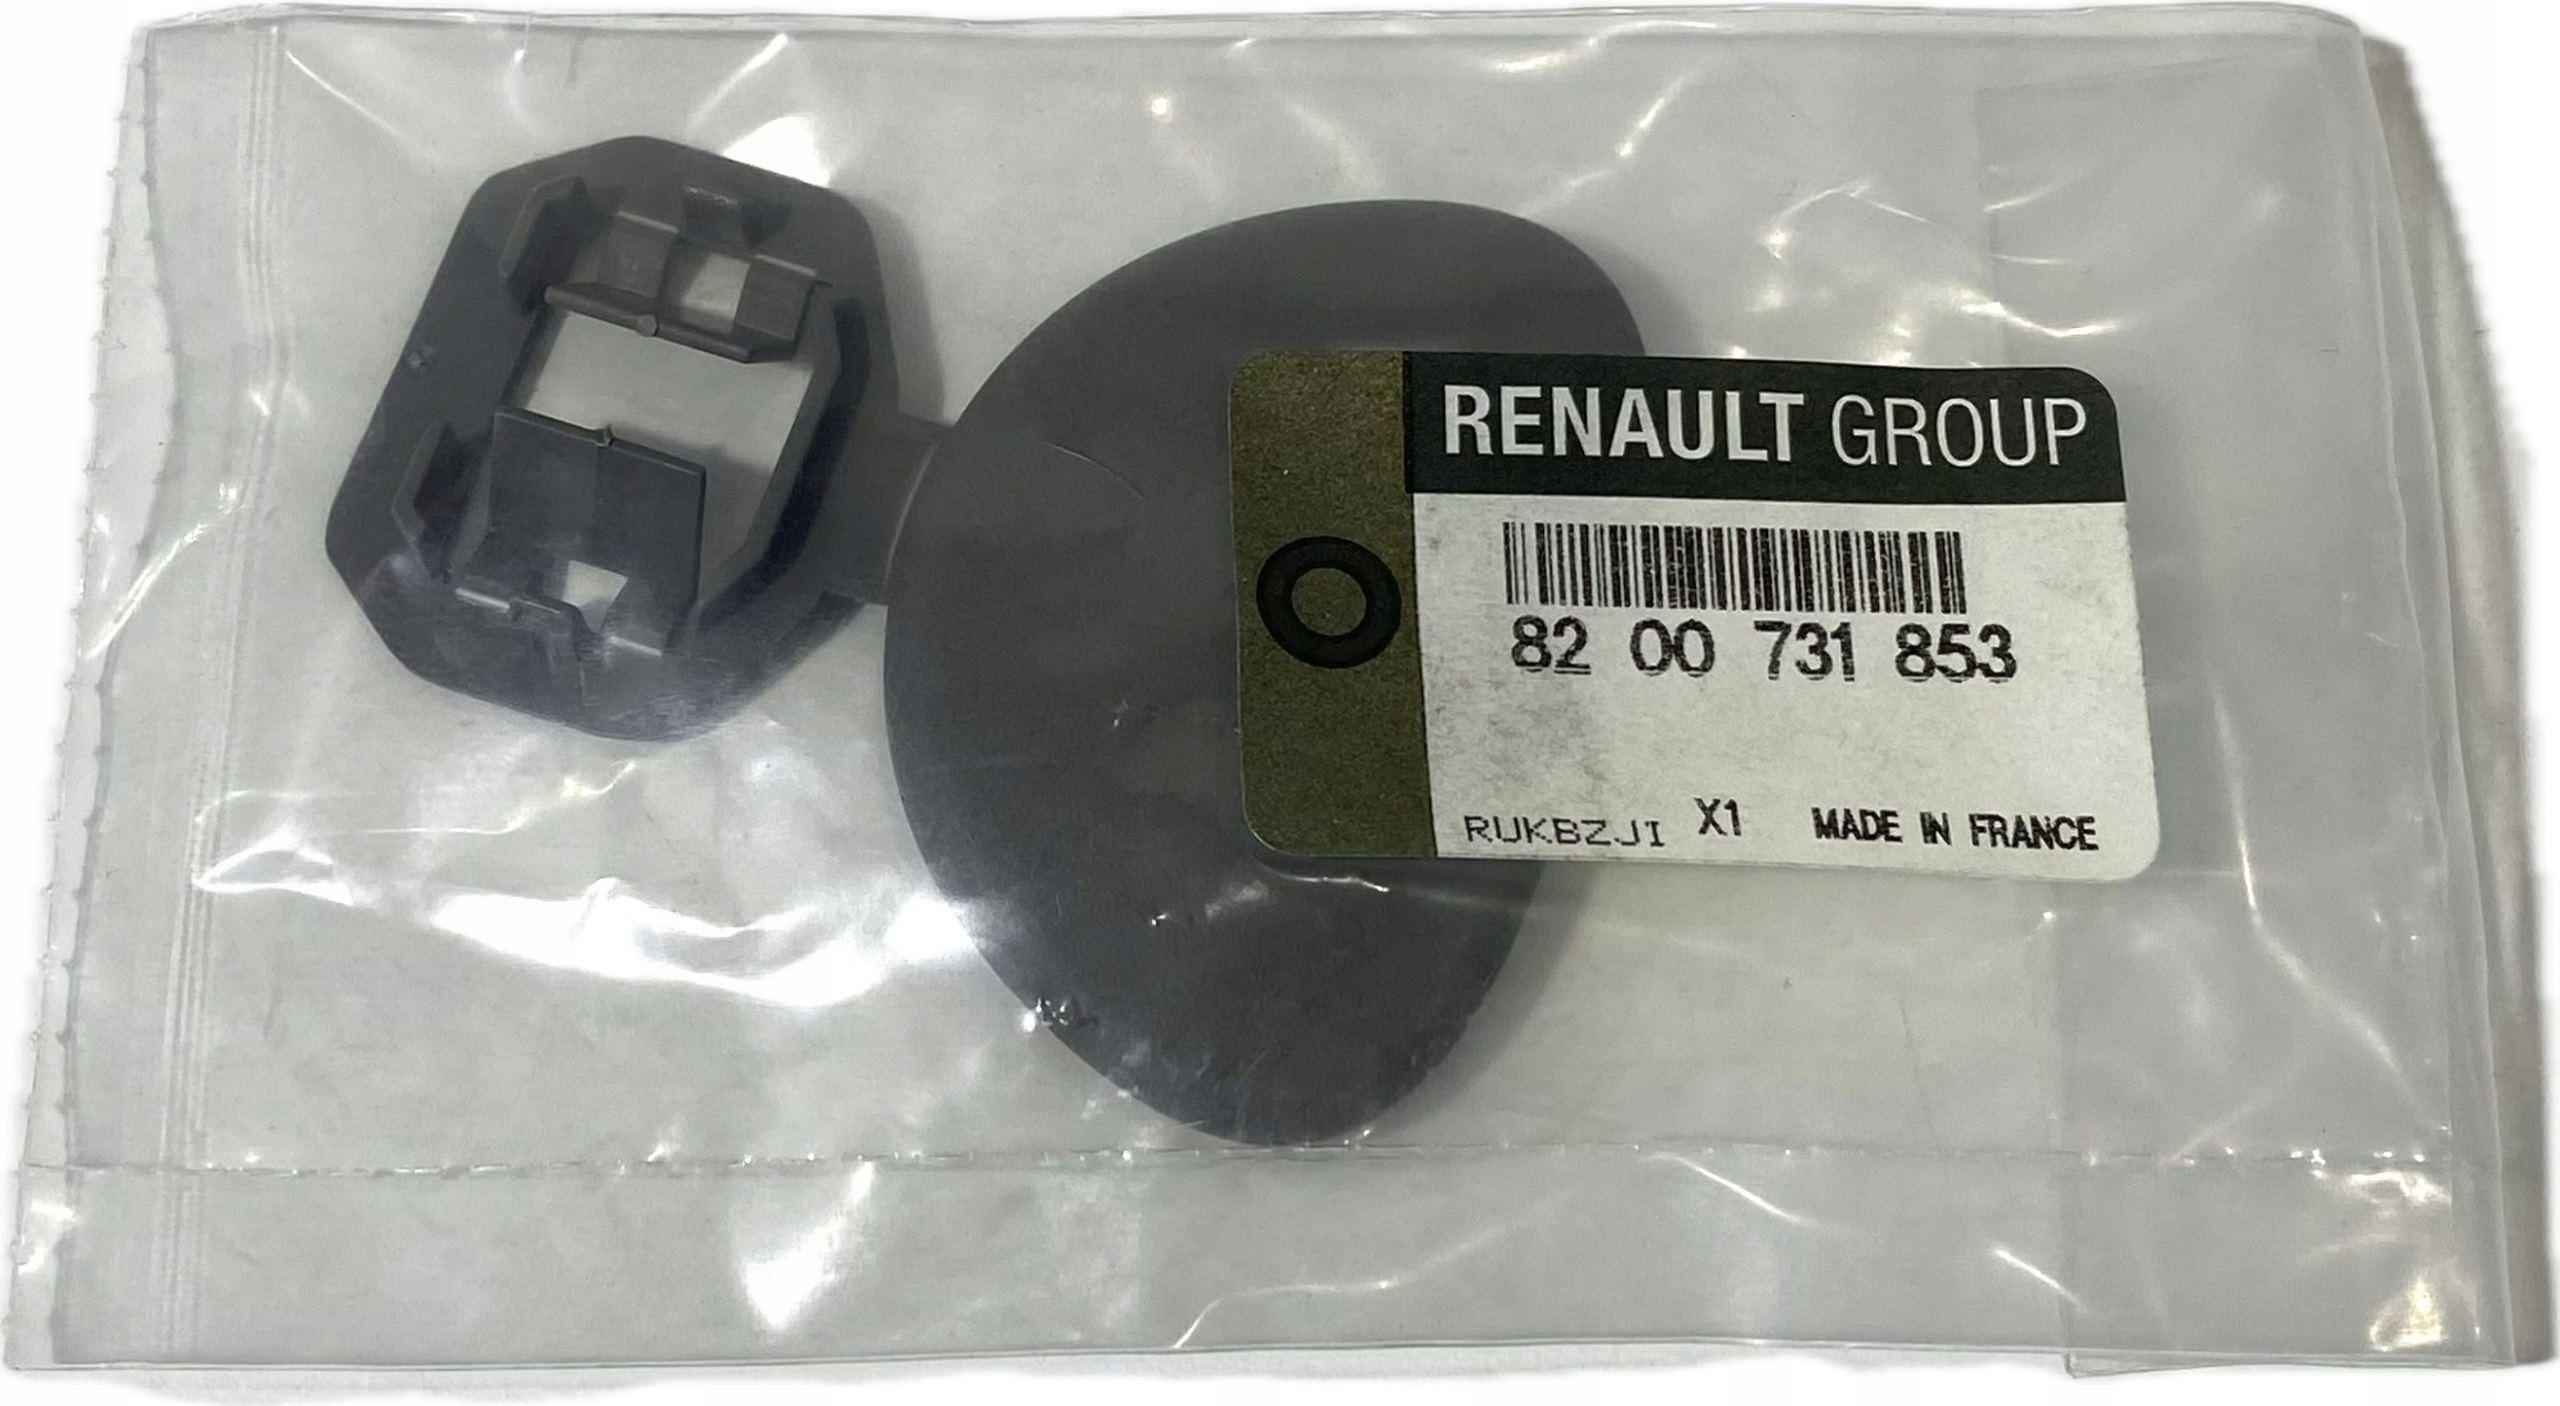 RENAULT GROUP
82 00 731 853
RUKBZJI X1 MADE IN FRANCE